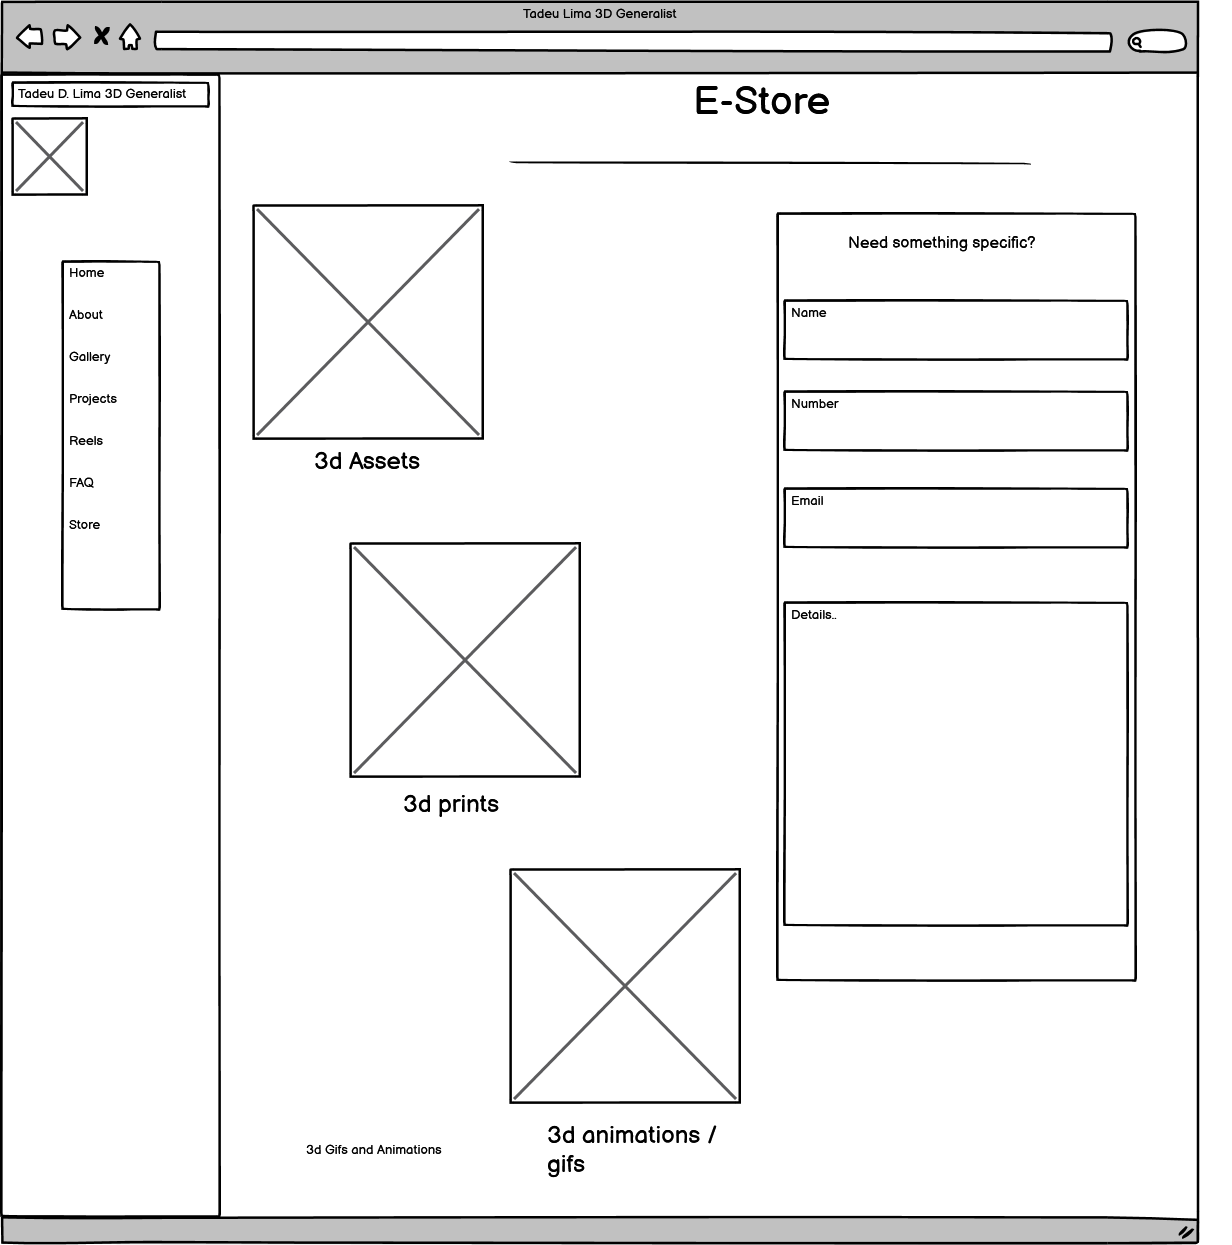 Tadeu Lima 3D Generalist
Tadeu D. Lima 3D Generalist
Home
About
Gallery
Projects
Reels
FAQ
Store
E-Store
3d Assets
3d prints
3d animations /
gifs
3d Gifs and Animations
Need something specific?
Name
Number
Email
Details..